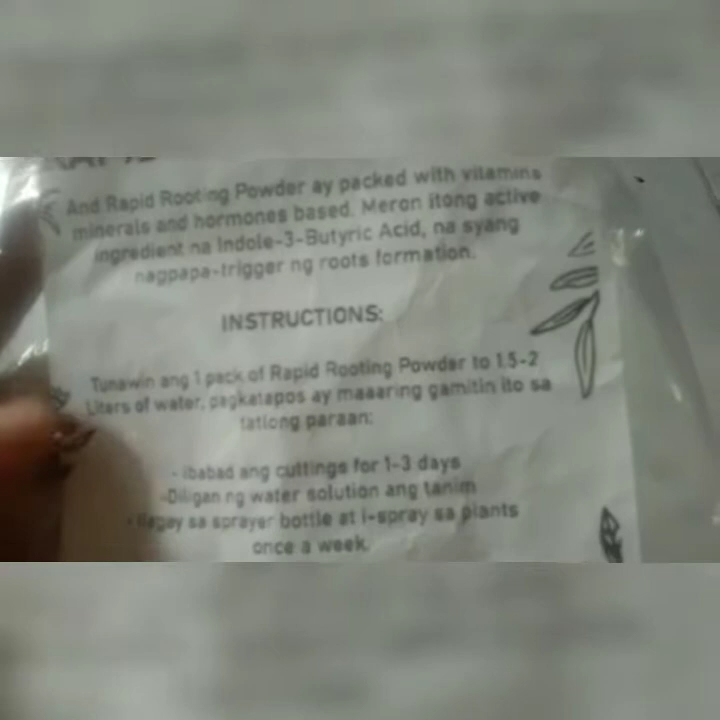 And Rapid Rooting Powder ay packed with vitamins
minerals and hormones based. Meron itong active
ingredient na Indole-3-Butyric Acid, na syang
nagpapa-trigger ng roots formation.
INSTRUCTIONS:
Tunawin ang 1 pack of Rapid Rooting Powder to 1.5-2
Liters of water, pagkatapos ay maaaring gamitin ito sa
tatlong paraan:
- Ibabad ang cuttings for 1-3 days
-Diligan ng water solution ang tanim
- Ilagay sa sprayer bottle at i-spray sa plants
once a week.